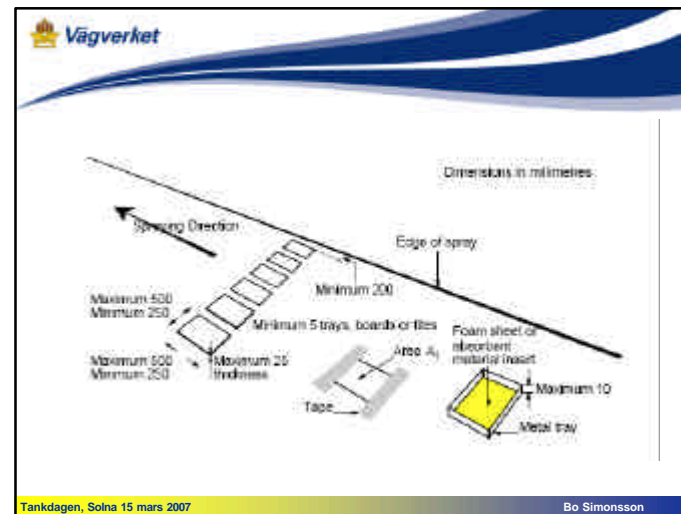 Vägverket
Dimensions in millimetres
Spraying Direction
Edge of spray
Minimum 200
Maximum 500
Minimum 250
Minimum 5 trays, boards or tiles
Foam sheet or
absorbent
material insert
Area A
Maximum 500
Minimum 250
Maximum 25
thickness
Maximum 10
Tape
Metal tray
Tankdagen, Solna 15 mars 2007
Bo Simonsson